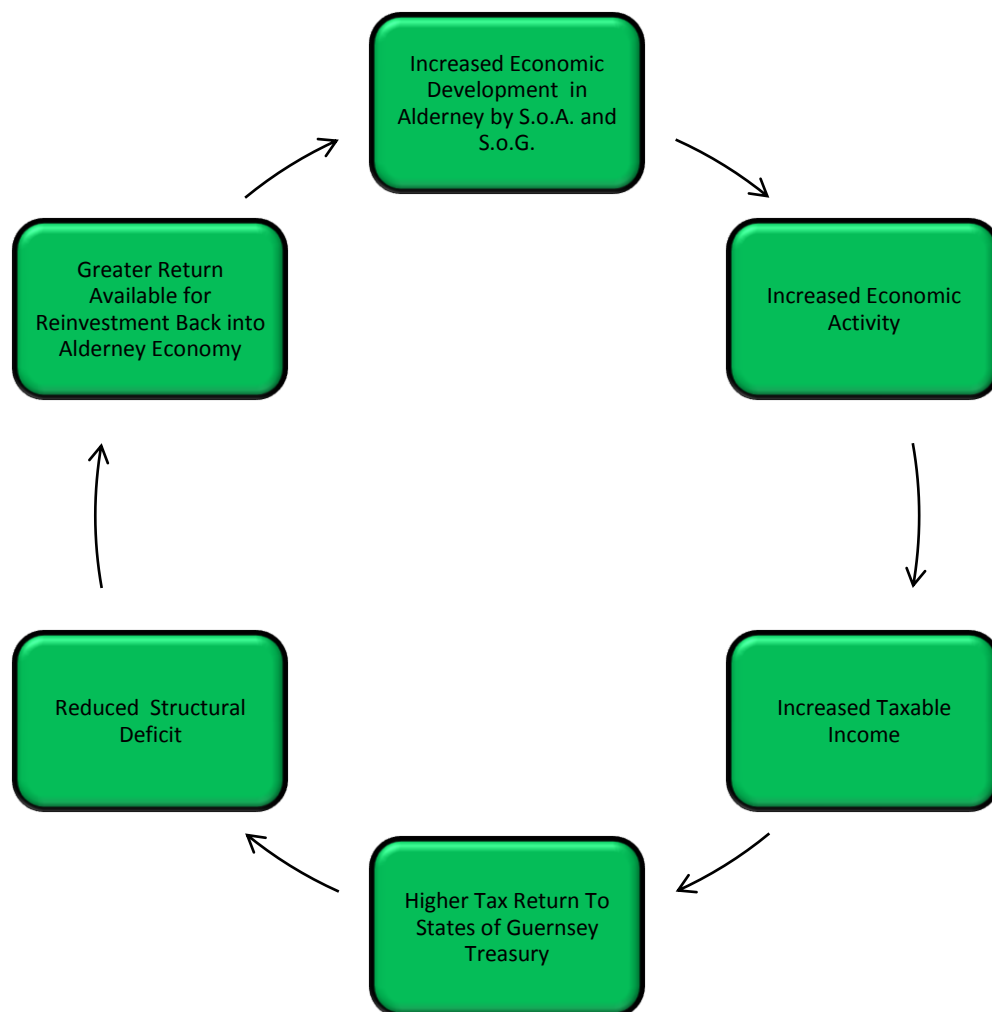 Increased Economic
Development in
Alderney by S.o.A. and
S.o.G.
Increased Economic
Activity
Increased Taxable
Income
Higher Tax Return To
States of Guernsey
Treasury
Reduced Structural
Deficit
Greater Return
Available for
Reinvestment Back into
Alderney Economy